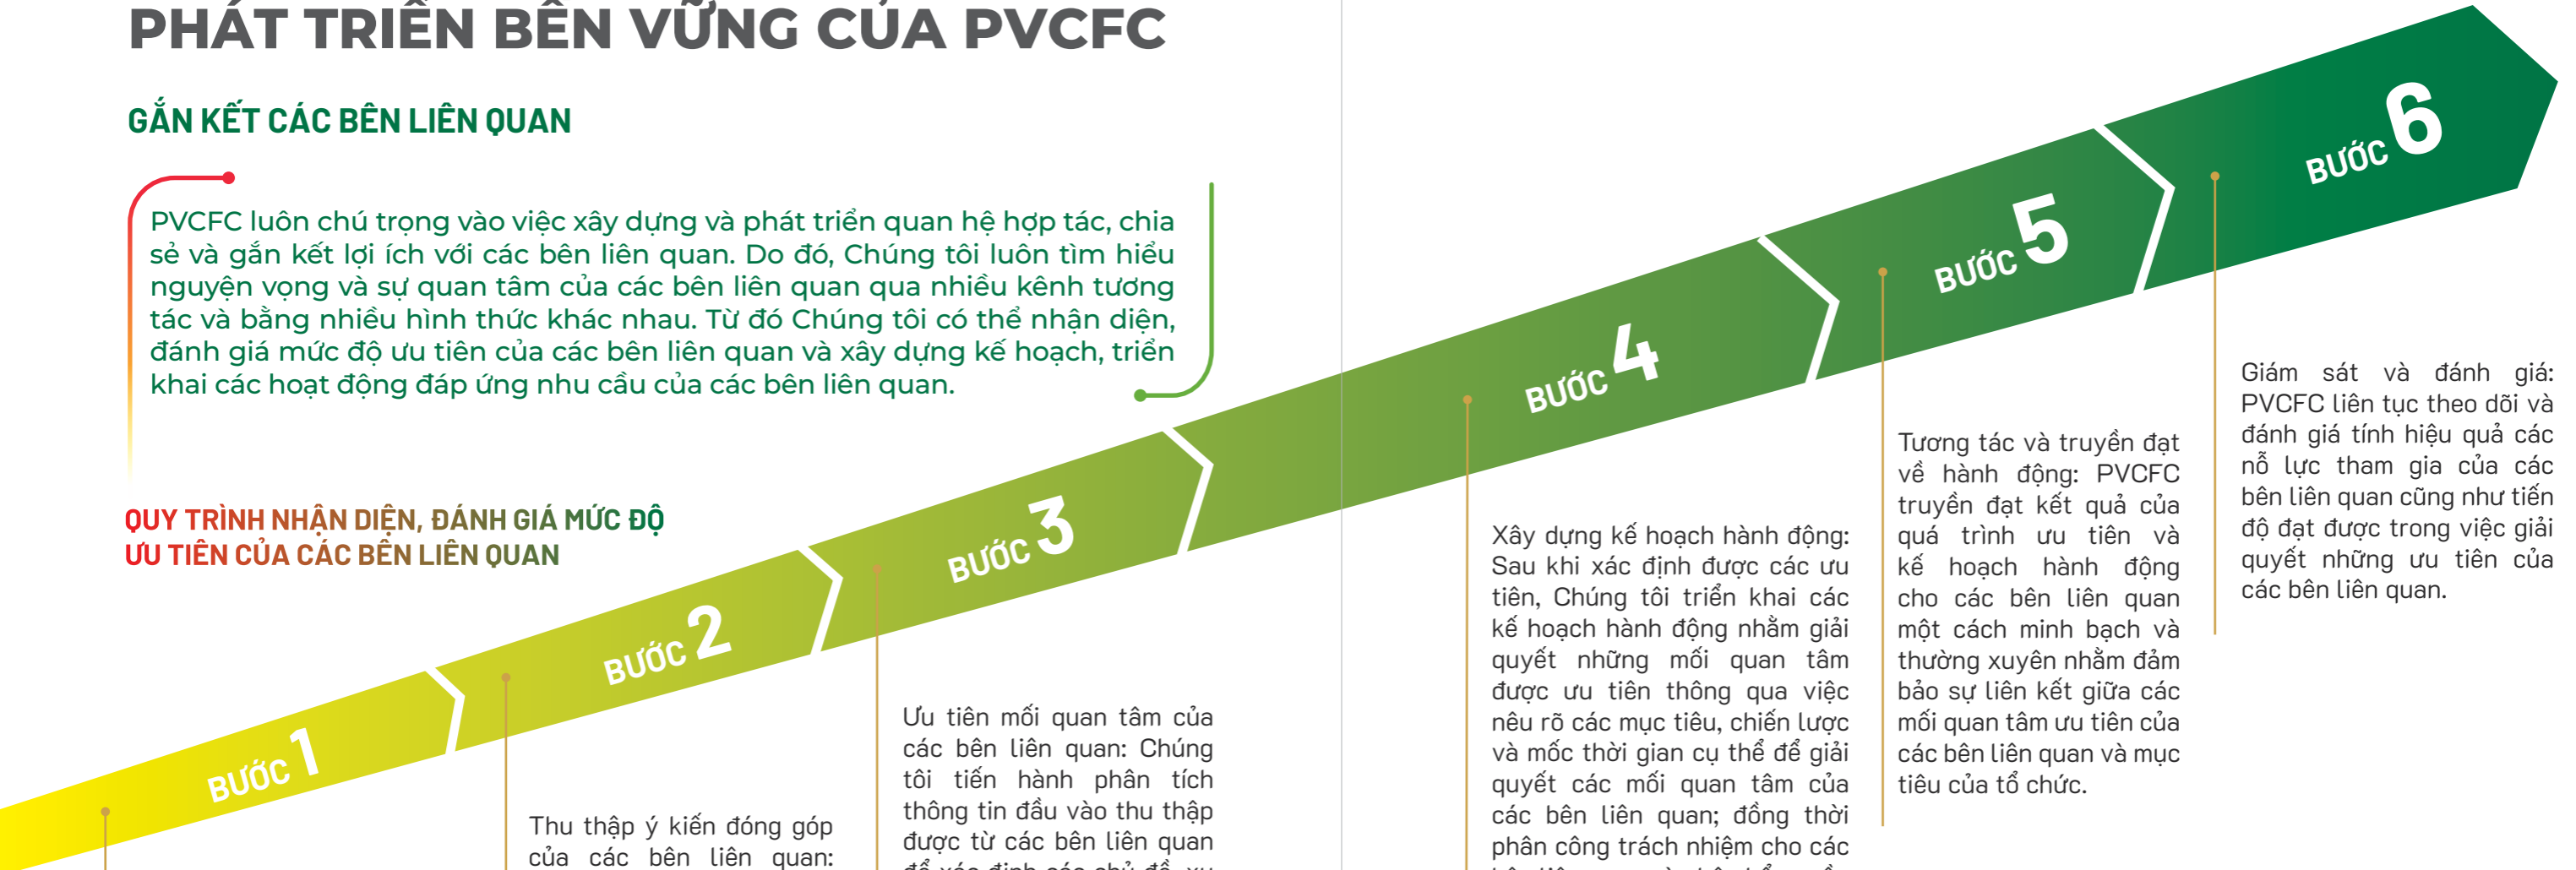 PHÁT TRIỂN BỀN VỮNG CỦA PVCFC
GẮN KẾT CÁC BÊN LIÊN QUAN
PVCFC luôn chú trọng vào việc xây dựng và phát triển quan hệ hợp tác, chia
sẻ và gắn kết lợi ích với các bên liên quan. Do đó, Chúng tôi luôn tìm hiểu
nguyện vọng và sự quan tâm của các bên liên quan qua nhiều kênh tương
tác và bằng nhiều hình thức khác nhau. Từ đó Chúng tôi có thể nhận diện,
đánh giá mức độ ưu tiên của các bên liên quan và xây dựng kế hoạch, triển
khai các hoạt động đáp ứng nhu cầu của các bên liên quan.
QUY TRÌNH NHẬN DIỆN, ĐÁNH GIÁ MỨC ĐỘ
ƯU TIÊN CỦA CÁC BÊN LIÊN QUAN
BƯỚC 1
BƯỚC 2
Thu thập ý kiến đóng góp
của các bên liên quan:
BƯỚC 3
Ưu tiên mối quan tâm của
các bên liên quan: Chúng
tôi tiến hành phân tích
thông tin đầu vào thu thập
được từ các bên liên quan
để xác định các chủ đề, xu
BƯỚC 4
Xây dựng kế hoạch hành động:
Sau khi xác định được các ưu
tiên, Chúng tôi triển khai các
kế hoạch hành động nhằm giải
quyết những mối quan tâm
được ưu tiên thông qua việc
nêu rõ các mục tiêu, chiến lược
và mốc thời gian cụ thể để giải
quyết các mối quan tâm của
các bên liên quan; đồng thời
phân công trách nhiệm cho các
BƯỚC 5
Tương tác và truyền đạt
về hành động: PVCFC
truyền đạt kết quả của
quá trình ưu tiên và
kế hoạch hành động
cho các bên liên quan
một cách minh bạch và
thường xuyên nhằm đảm
bảo sự liên kết giữa các
mối quan tâm ưu tiên của
các bên liên quan và mục
tiêu của tổ chức.
BƯỚC 6
Giám sát và đánh giá:
PVCFC liên tục theo dõi và
đánh giá tính hiệu quả các
nỗ lực tham gia của các
bên liên quan cũng như tiến
độ đạt được trong việc giải
quyết những ưu tiên của
các bên liên quan.